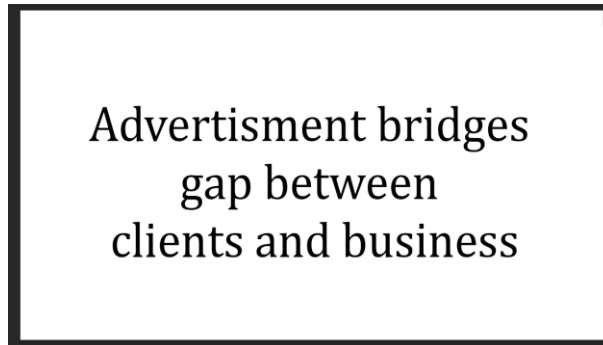 Advertisment bridges
gap between
clients and business